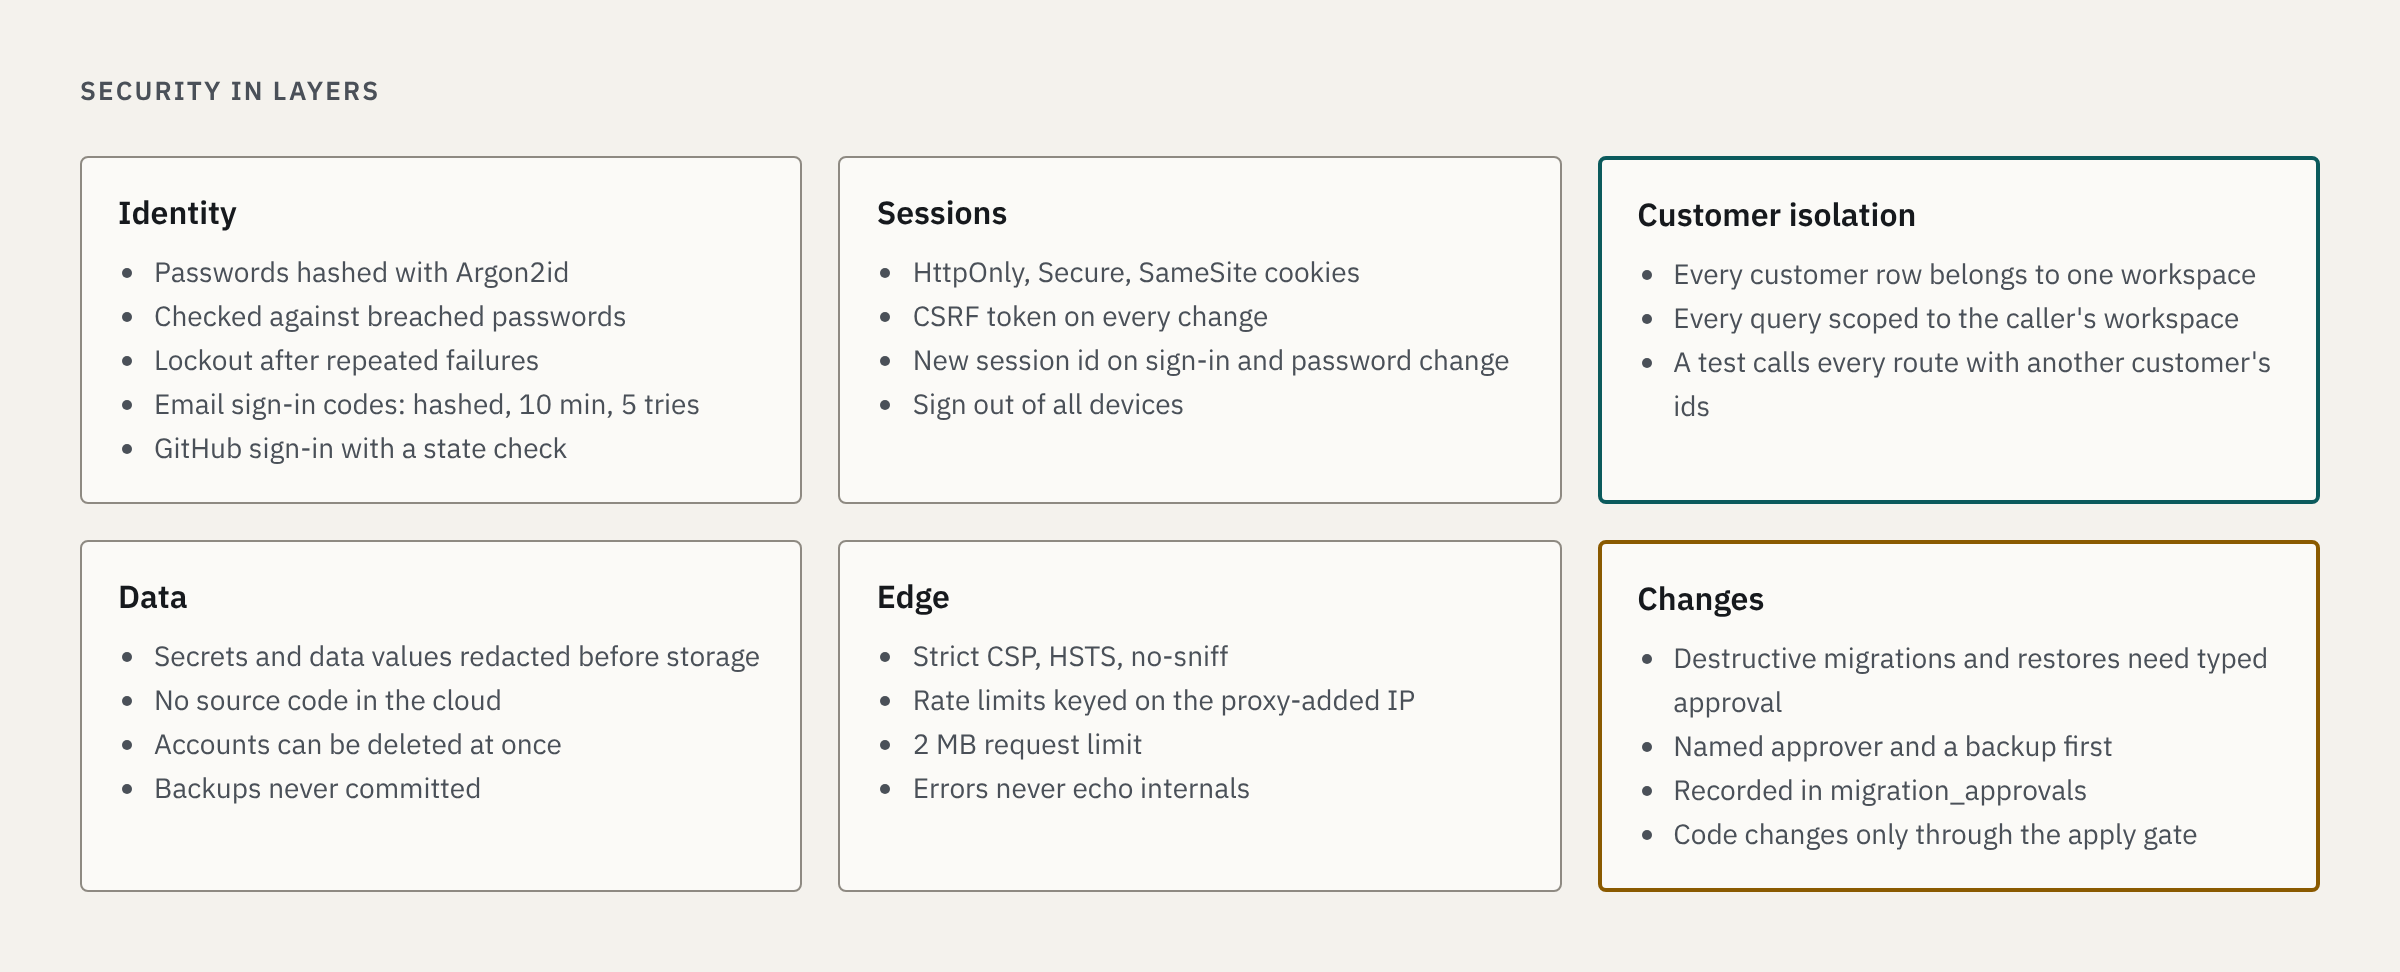 SECURITY IN LAYERS
Identity
• Passwords hashed with Argon2id
• Checked against breached passwords
• Lockout after repeated failures
• Email sign-in codes: hashed, 10 min, 5 tries
• GitHub sign-in with a state check
Sessions
• HttpOnly, Secure, SameSite cookies
• CSRF token on every change
• New session id on sign-in and password change
• Sign out of all devices
Customer isolation
• Every customer row belongs to one workspace
• Every query scoped to the caller's workspace
• A test calls every route with another customer's
ids
Data
• Secrets and data values redacted before storage
• No source code in the cloud
• Accounts can be deleted at once
• Backups never committed
Edge
• Strict CSP, HSTS, no-sniff
• Rate limits keyed on the proxy-added IP
• 2 MB request limit
• Errors never echo internals
Changes
• Destructive migrations and restores need typed
approval
• Named approver and a backup first
• Recorded in migration_approvals
• Code changes only through the apply gate